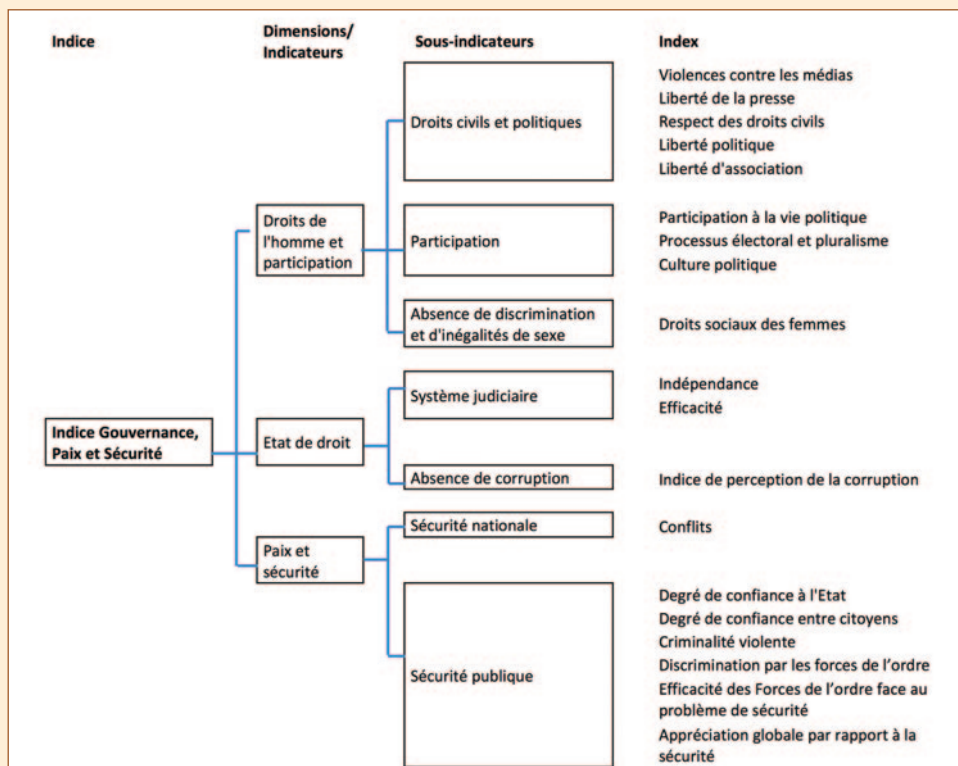 Indice
Dimensions/
Indicateurs
Sous-indicateurs
Index
Droits civils et politiques
Violences contre les médias
Liberté de la presse
Respect des droits civils
Liberté politique
Liberté d'association
Droits de
l'homme et
participation
Participation
Participation à la vie politique
Processus électoral et pluralisme
Culture politique
Absence de discrimination
et d'inégalités de sexe
Droits sociaux des femmes
Indice Gouvernance,
Paix et Sécurité
Etat de droit
Système judiciaire
Indépendance
Efficacité
Absence de corruption
Indice de perception de la corruption
Paix et
sécurité
Sécurité nationale
Conflits
Sécurité publique
Degré de confiance à l'Etat
Degré de confiance entre citoyens
Criminalité violente
Discrimination par les forces de l’ordre
Efficacité des Forces de l’ordre face au
problème de sécurité
Appréciation globale par rapport à la
sécurité